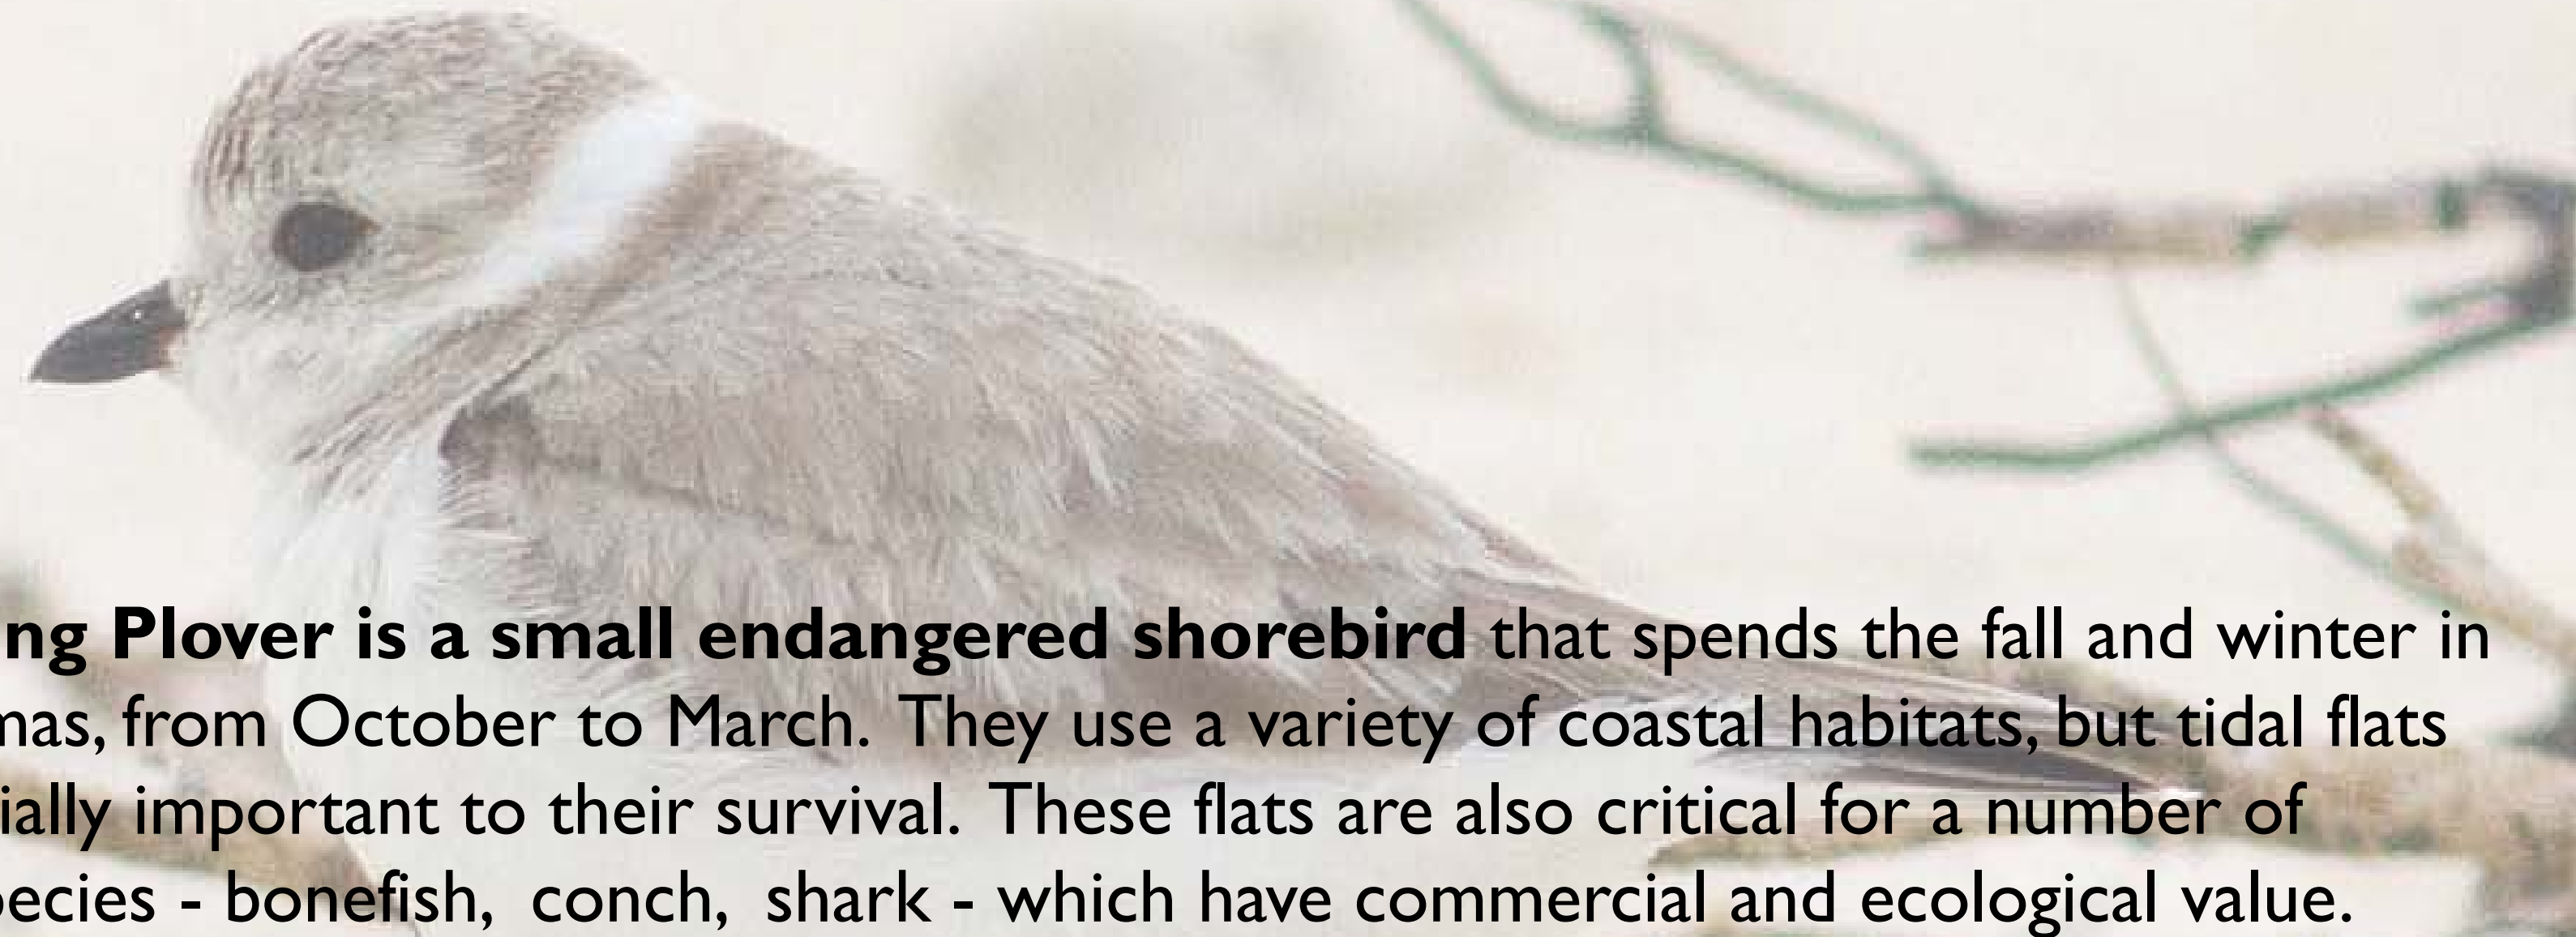 ng Plover is a small endangered shorebird that spends the fall and winter in
mas, from October to March. They use a variety of coastal habitats, but tidal flats
ially important to their survival. These flats are also critical for a number of
pecies - bonefish, conch, shark - which have commercial and ecological value.